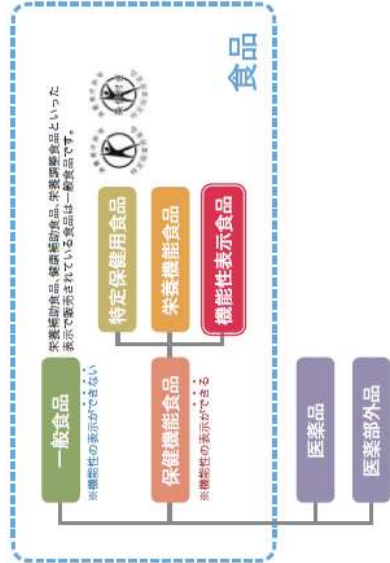 一般食品
栄養補助食品、健康補助食品、栄養調整食品といった
表示で販売されている食品は一般食品です。
※機能性の表示ができない
保健機能食品
※機能性の表示ができる
特定保健用食品
栄養機能食品
機能性表示食品
食品
医薬品
医薬部外品